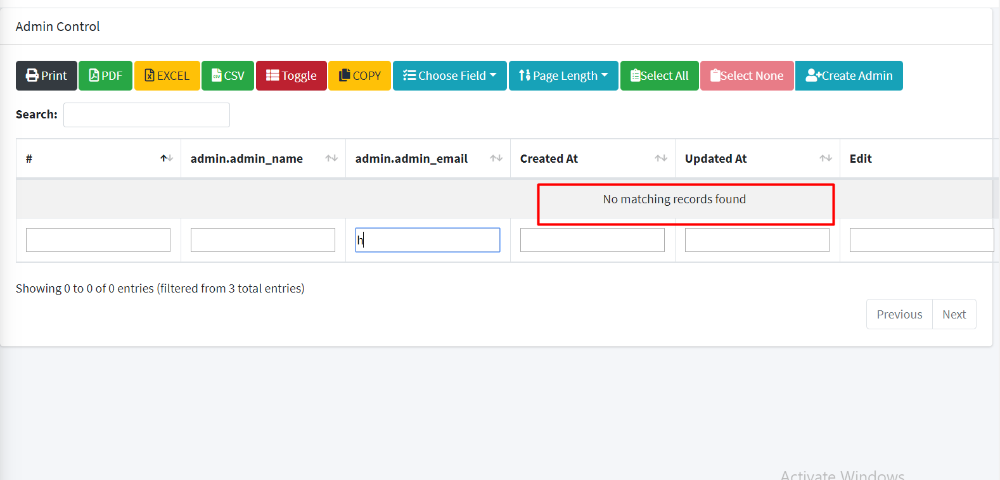 Admin Control
Print PDF EXCEL CSV Toggle COPY Choose Field Page Length Select All Select None Create Admin
Search:
# admin.admin_name admin.admin_email Created At Updated At Edit
No matching records found
h
Showing 0 to 0 of 0 entries (filtered from 3 total entries)
Previous Next
Activate Windows